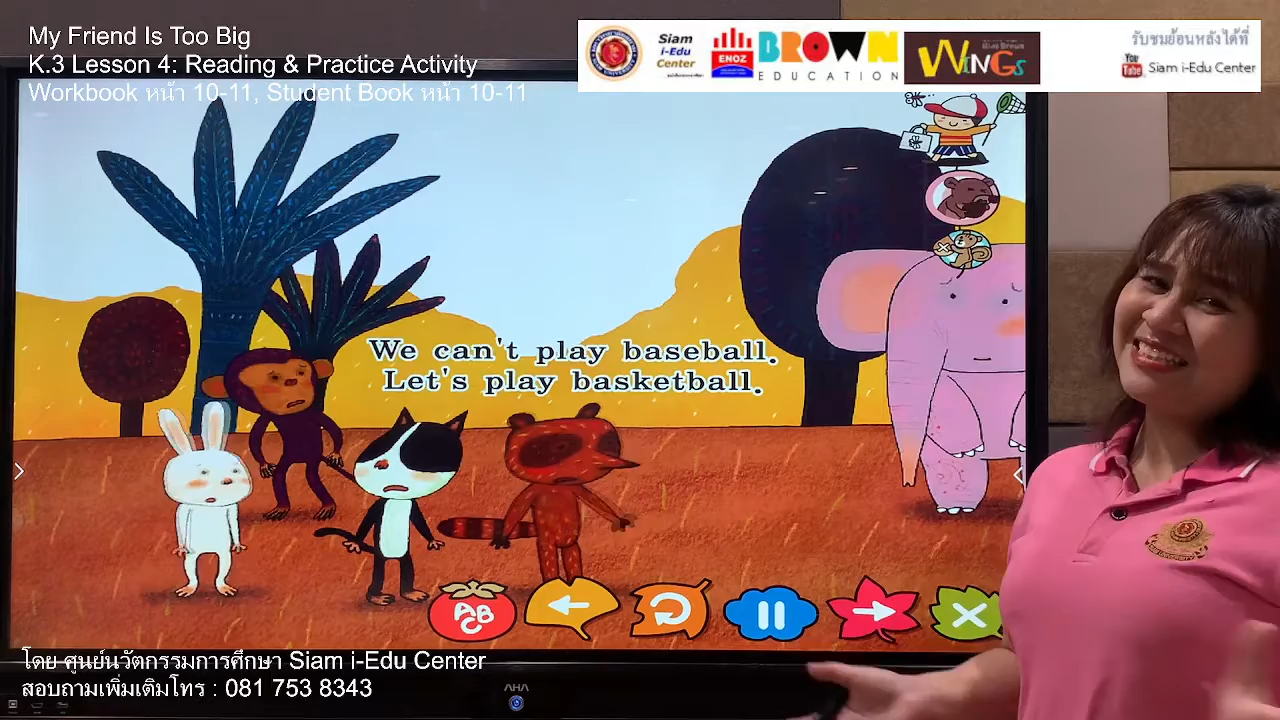 My Friend Is Too Big
K.3 Lesson 4: Reading & Practice Activity
Workbook หน้า 10-11, Student Book หน้า 10-11
Siam
i-Edu
Center
ENOZ
BROWN
EDUCATION
WiNGs
รับชมย้อนหลังได้ที่
You Tube Siam i-Edu Center
We can't play baseball.
Let's play basketball.
ABC
โดย ศูนย์นวัตกรรมการศึกษา Siam i-Edu Center
สอบถามเพิ่มเติมโทร : 081 753 8343
AHA